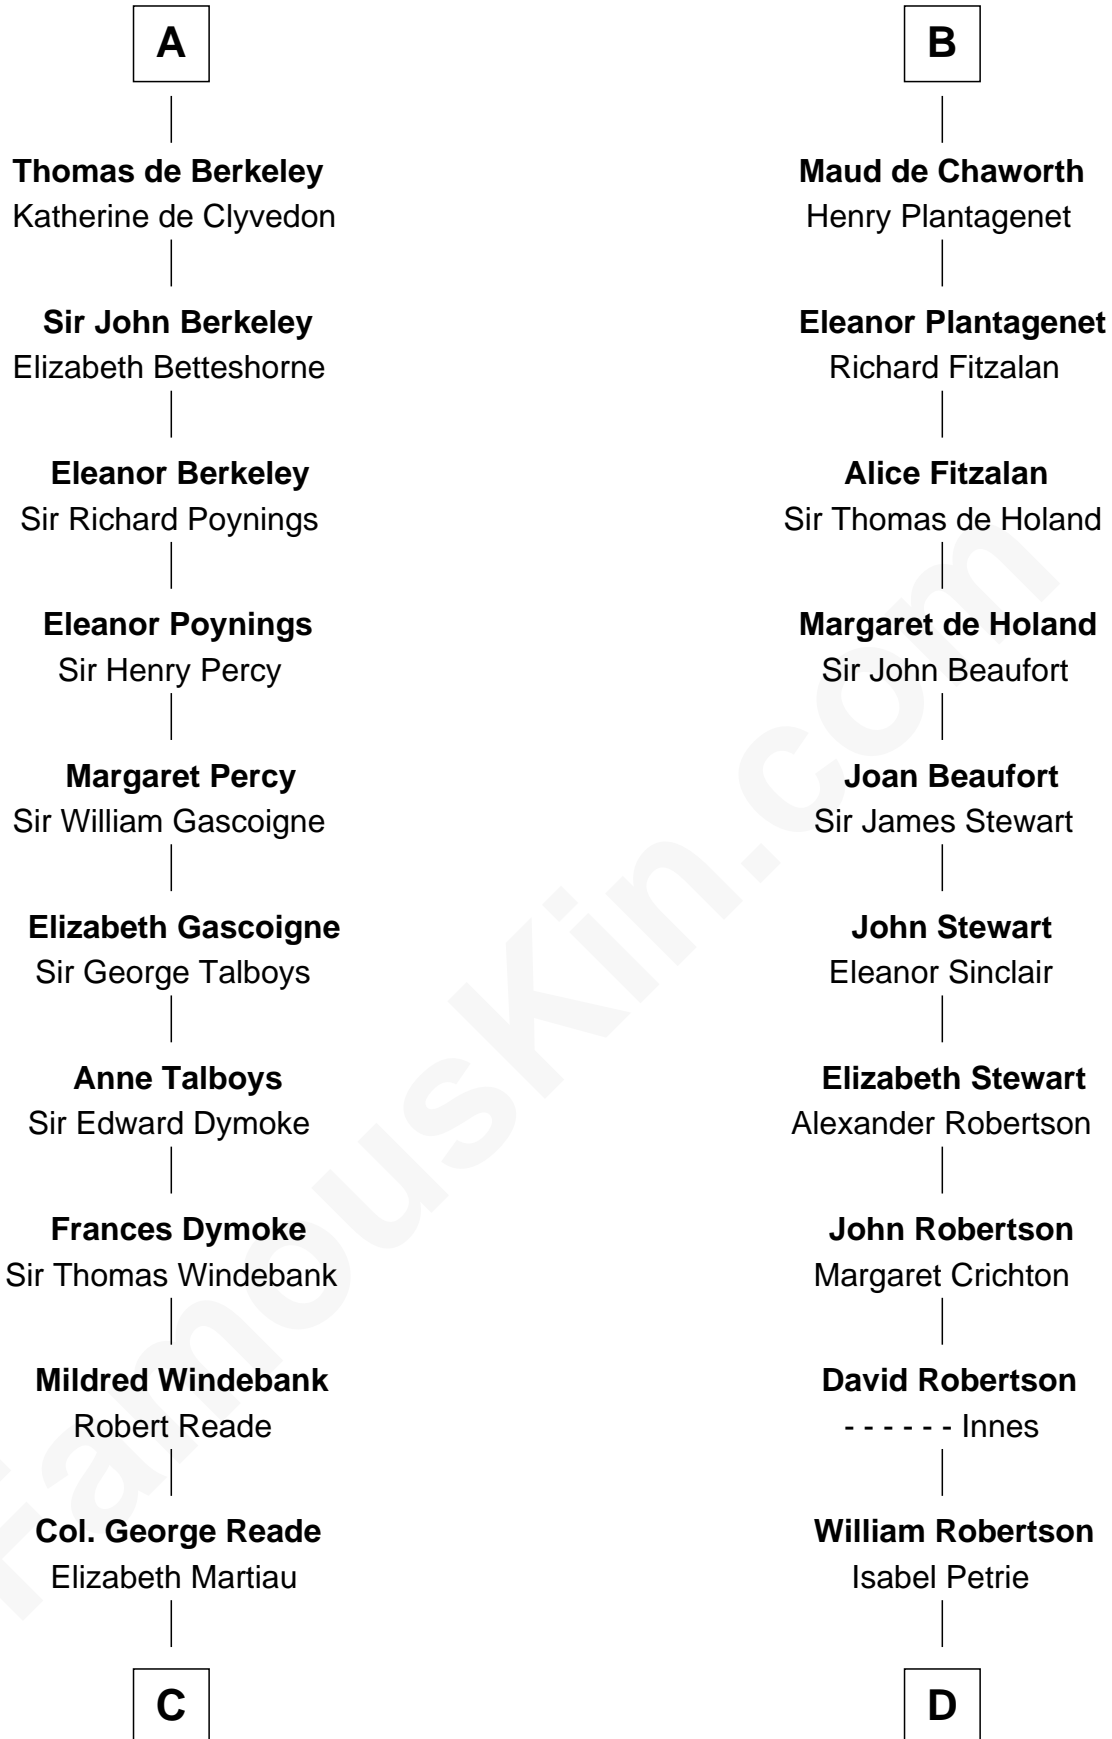 A
Thomas de Berkeley
Katherine de Clyvedon
Sir John Berkeley
Elizabeth Betteshorne
Eleanor Berkeley
Sir Richard Poynings
Eleanor Poynings
Sir Henry Percy
Margaret Percy
Sir William Gascoigne
Elizabeth Gascoigne
Sir George Talboys
Anne Talboys
Sir Edward Dymoke
Frances Dymoke
Sir Thomas Windebank
Mildred Windebank
Robert Reade
Col. George Reade
Elizabeth Martiau
C
B
Maud de Chaworth
Henry Plantagenet
Eleanor Plantagenet
Richard Fitzalan
Alice Fitzalan
Sir Thomas de Holand
Margaret de Holand
Sir John Beaufort
Joan Beaufort
Sir James Stewart
John Stewart
Eleanor Sinclair
Elizabeth Stewart
Alexander Robertson
John Robertson
Margaret Crichton
David Robertson
- - - - - - Innes
William Robertson
Isabel Petrie
D
FamousKin.com